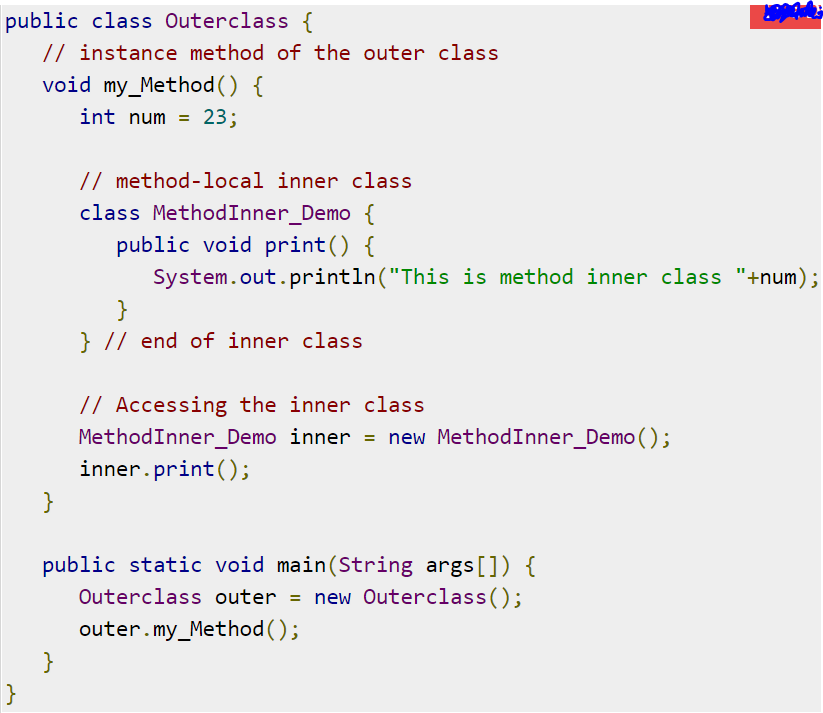 public class Outerclass {
   // instance method of the outer class
   void my_Method() {
      int num = 23;

      // method-local inner class
      class MethodInner_Demo {
         public void print() {
            System.out.println("This is method inner class "+num);
         }
      } // end of inner class

      // Accessing the inner class
      MethodInner_Demo inner = new MethodInner_Demo();
      inner.print();
   }

   public static void main(String args[]) {
      Outerclass outer = new Outerclass();
      outer.my_Method();
   }
}